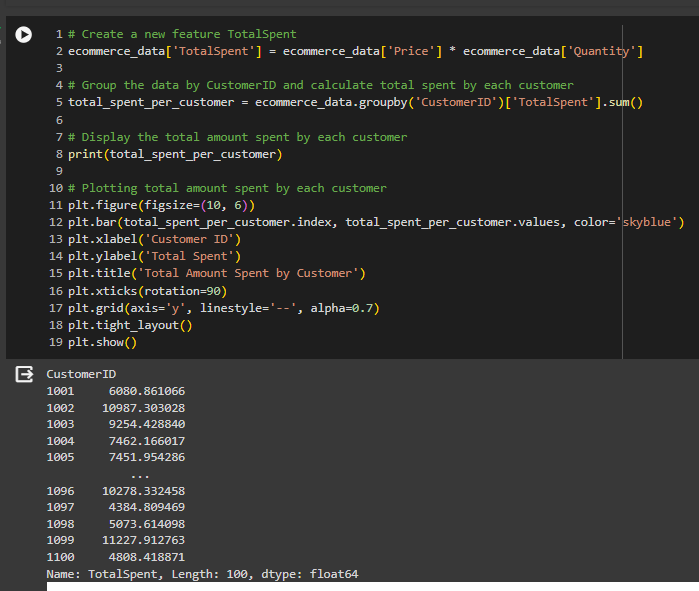 1 # Create a new feature TotalSpent
2 ecommerce_data['TotalSpent'] = ecommerce_data['Price'] * ecommerce_data['Quantity']
3
4 # Group the data by CustomerID and calculate total spent by each customer
5 total_spent_per_customer = ecommerce_data.groupby('CustomerID')['TotalSpent'].sum()
6
7 # Display the total amount spent by each customer
8 print(total_spent_per_customer)
9
10 # Plotting total amount spent by each customer
11 plt.figure(figsize=(10, 6))
12 plt.bar(total_spent_per_customer.index, total_spent_per_customer.values, color='skyblue')
13 plt.xlabel('Customer ID')
14 plt.ylabel('Total Spent')
15 plt.title('Total Amount Spent by Customer')
16 plt.xticks(rotation=90)
17 plt.grid(axis='y', linestyle='--', alpha=0.7)
18 plt.tight_layout()
19 plt.show()
CustomerID
1001     6080.861066
1002    10987.303028
1003     9254.428840
1004     7462.166017
1005     7451.954286
...
1096    10278.332458
1097     4384.809469
1098     5073.614098
1099    11227.912763
1100     4808.418871
Name: TotalSpent, Length: 100, dtype: float64